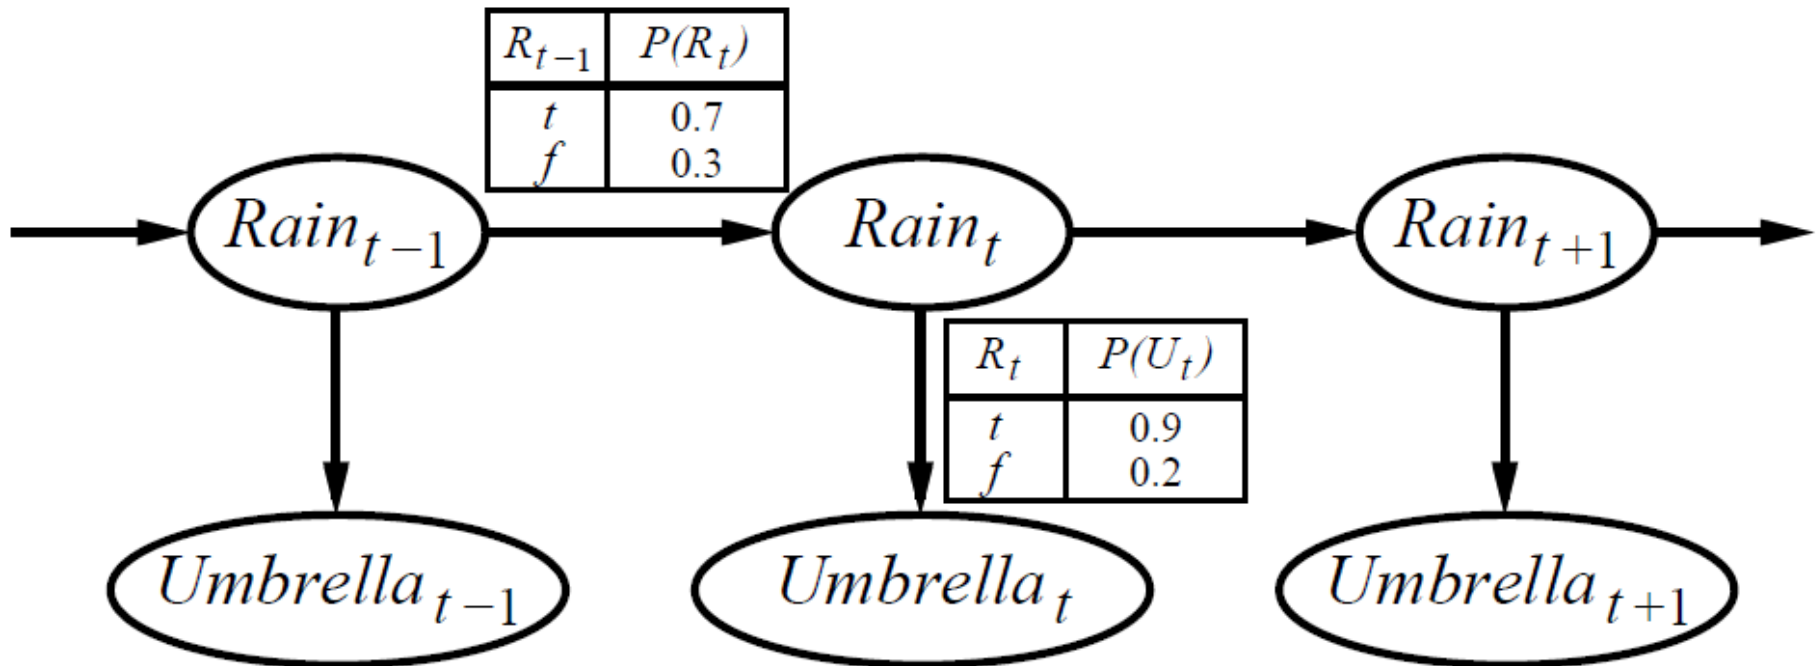 R_{t-1} P(R_t)
t 0.7
f 0.3
Rain_{t-1} Rain_t Rain_{t+1}
R_t P(U_t)
t 0.9
f 0.2
Umbrella_{t-1} Umbrella_t Umbrella_{t+1}